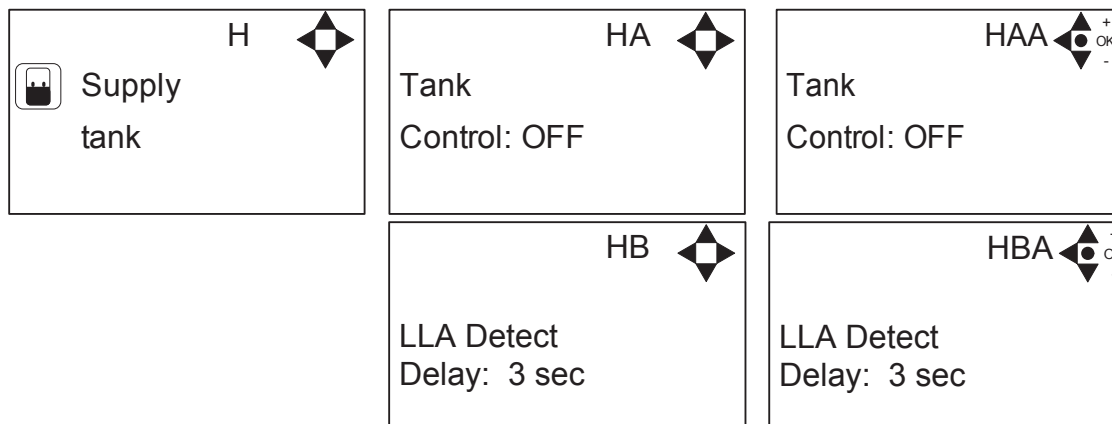 H
Supply
tank
HA
Tank
Control: OFF
HAA
+
OK
-
Tank
Control: OFF
HB
LLA Detect
Delay: 3 sec
HBA
LLA Detect
Delay: 3 sec